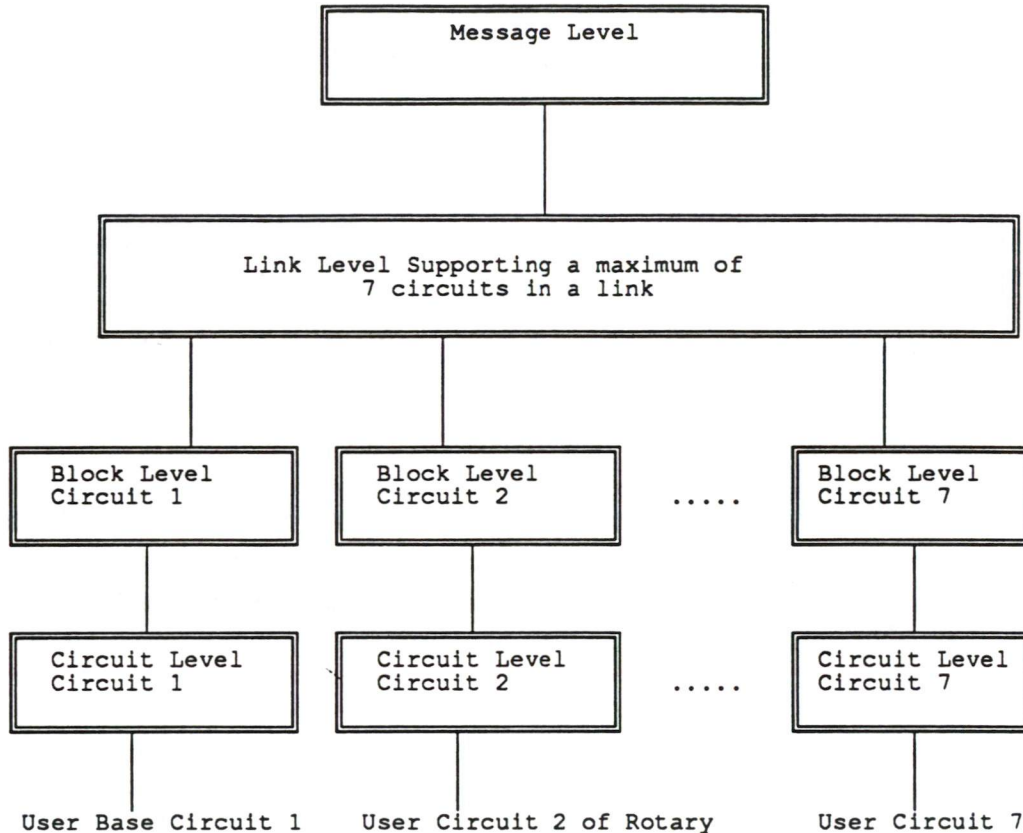 Message Level
Link Level Supporting a maximum of
7 circuits in a link
Block Level
Circuit 1
Block Level
Circuit 2
.....
Block Level
Circuit 7
Circuit Level
Circuit 1
Circuit Level
Circuit 2
.....
Circuit Level
Circuit 7
User Base Circuit 1
User Circuit 2 of Rotary
User Circuit 7